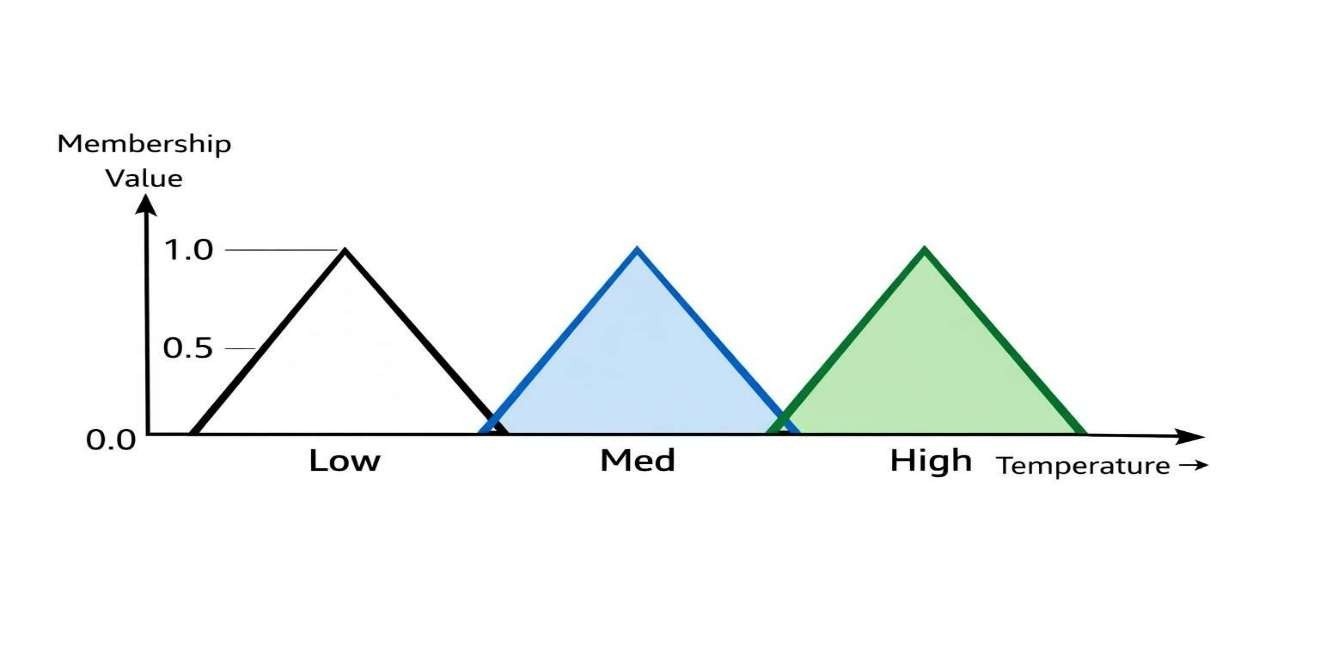 Membership
Value
1.0
0.5
0.0
Low Med High Temperature →